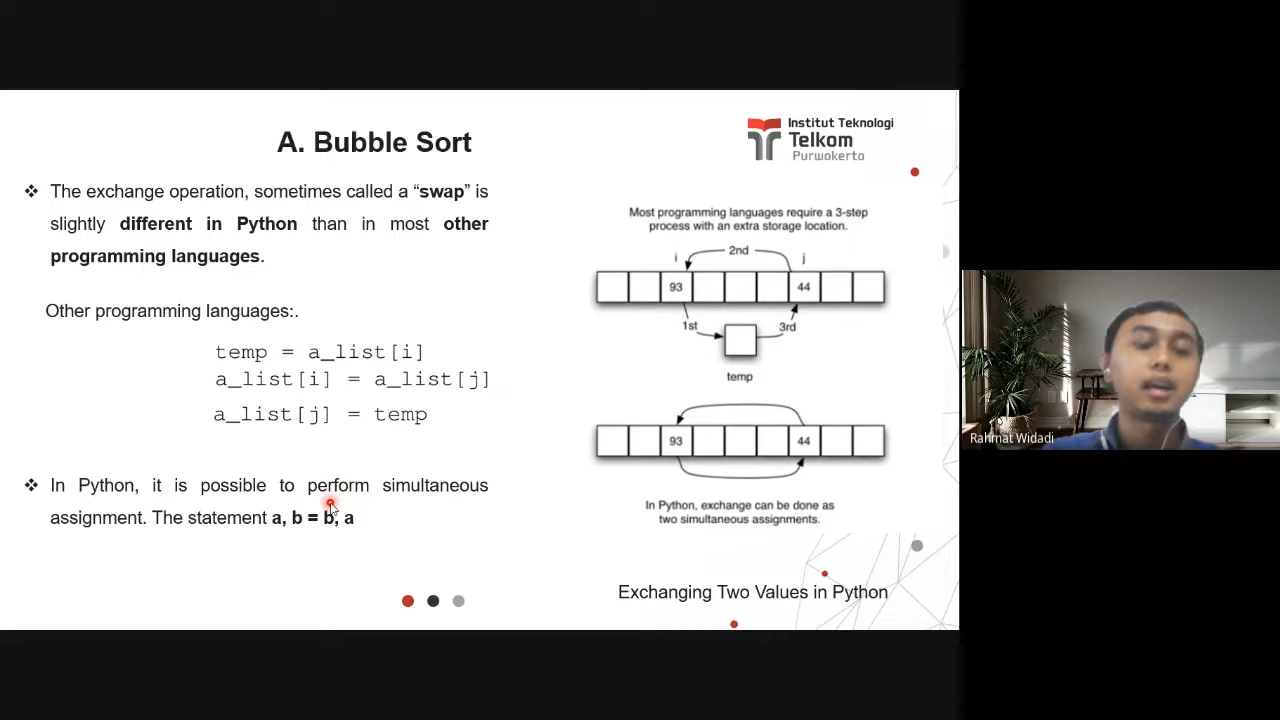 A. Bubble Sort
Institut Teknologi
Telkom
Purwokerto
❖ The exchange operation, sometimes called a “swap” is
slightly different in Python than in most other
programming languages.
Other programming languages:.
temp = a_list[i]
a_list[i] = a_list[j]
a_list[j] = temp
❖ In Python, it is possible to perform simultaneous
assignment. The statement a, b = b, a
Most programming languages require a 3-step
process with an extra storage location.
i 2nd j
93 44
1st 3rd
temp
93 44
In Python, exchange can be done as
two simultaneous assignments.
Exchanging Two Values in Python
Rahmat Widadi